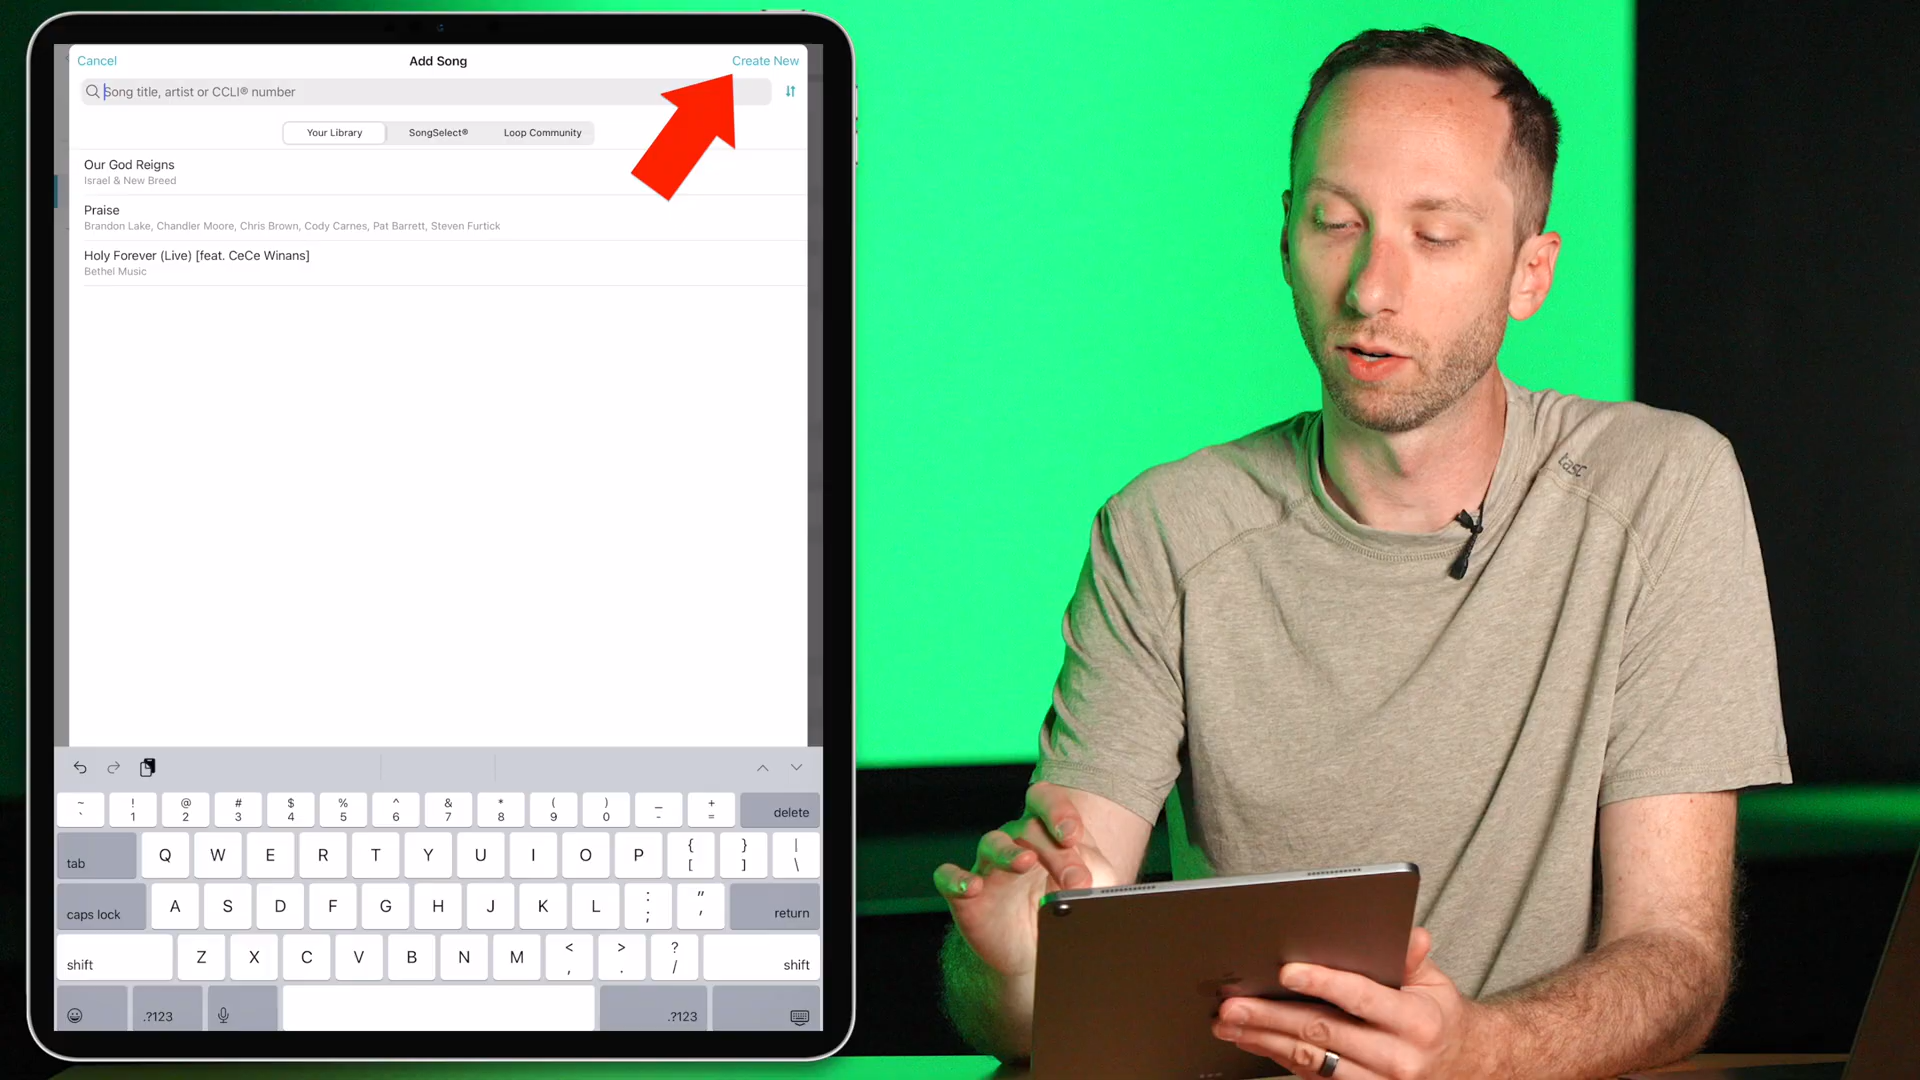 Cancel
Add Song
Create New
Song title, artist or CCLI® number
Your Library
SongSelect®
Loop Community
Our God Reigns
Israel & New Breed
Praise
Brandon Lake, Chandler Moore, Chris Brown, Cody Carnes, Pat Barrett, Steven Furtick
Holy Forever (Live) [feat. CeCe Winans]
Bethel Music
~ ! @ # $ % ^ & * ( ) _ +
` 1 2 3 4 5 6 7 8 9 0 - = delete
tab Q W E R T Y U I O P { [ } ] | \
caps lock A S D F G H J K L : ; " ' return
shift Z X C V B N M < , > . ? / shift
.?123 .?123
tasc